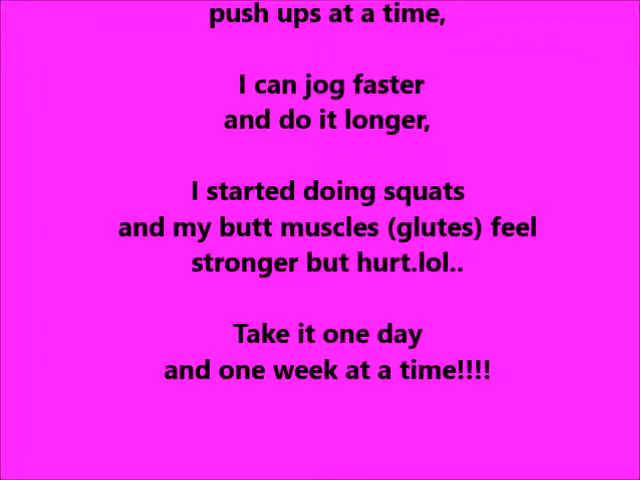 push ups at a time,
I can jog faster
and do it longer,
I started doing squats
and my butt muscles (glutes) feel
stronger but hurt.lol..
Take it one day
and one week at a time!!!!